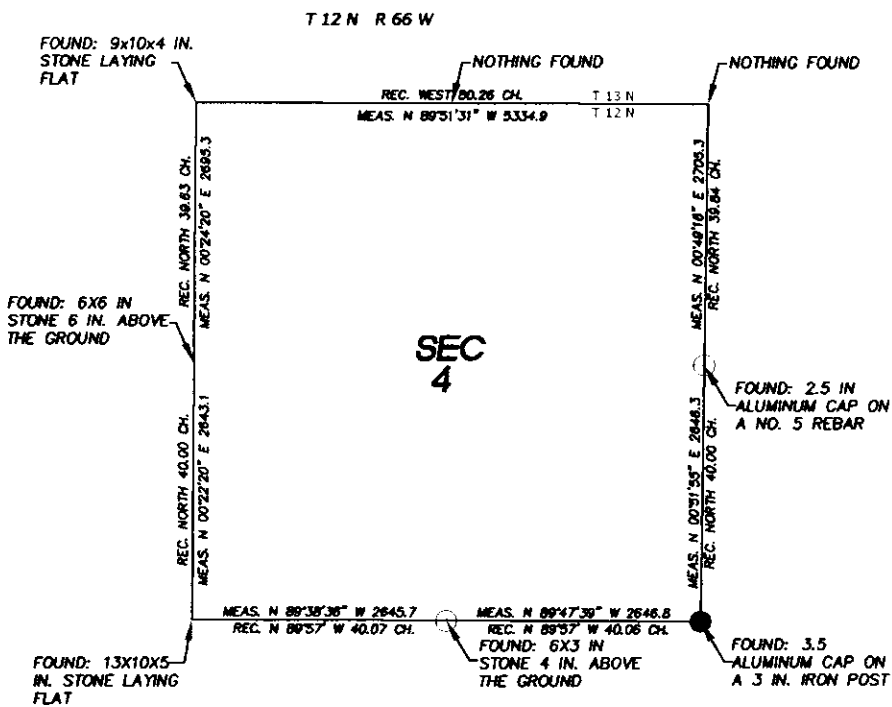 T 12 N R 66 W
FOUND: 9x10x4 IN.
STONE LAYING
FLAT
NOTHING FOUND
NOTHING FOUND
REC. WEST 80.26 CH.
T 13 N
MEAS. N 89°51'31" W 5334.9
T 12 N
REC. NORTH 39.63 CH.
MEAS. N 00°24'20" E 2695.3
MEAS. N 00°49'16" E 2705.3
REC. NORTH 39.84 CH.
FOUND: 6X6 IN
STONE 6 IN. ABOVE
THE GROUND
SEC
4
FOUND: 2.5 IN
ALUMINUM CAP ON
A NO. 5 REBAR
REC. NORTH 40.00 CH.
MEAS. N 00°22'20" E 2643.1
MEAS. N 00°51'55" E 2646.3
REC. NORTH 40.00 CH.
MEAS. N 89°38'36" W 2645.7
REC. N 89°57' W 40.07 CH.
MEAS. N 89°47'39" W 2646.8
REC. N 89°57' W 40.06 CH.
FOUND: 13X10X5
IN. STONE LAYING
FLAT
FOUND: 6X3 IN
STONE 4 IN. ABOVE
THE GROUND
FOUND: 3.5
ALUMINUM CAP ON
A 3 IN. IRON POST